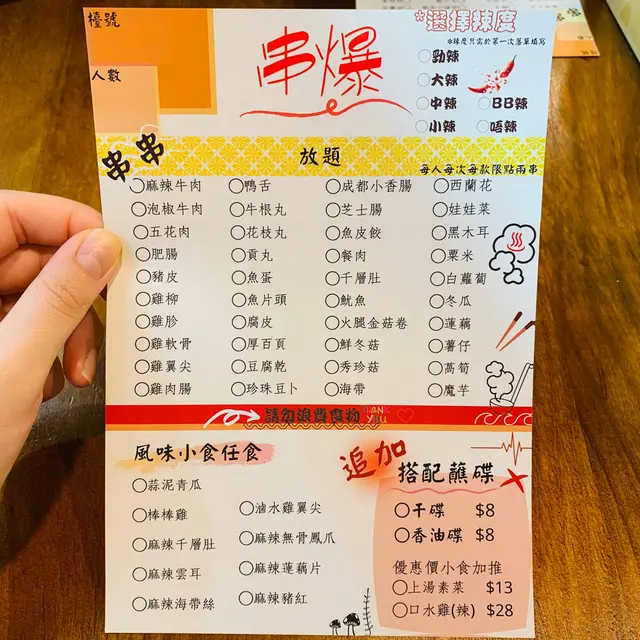 檯號
人數
串爆
*選擇辣度
*辣度只需於第一次落單填寫
勁辣
大辣
中辣 BB辣
小辣 唔辣
串串
放題
每人每次每款限點兩串
麻辣牛肉 鴨舌 成都小香腸 西蘭花
泡椒牛肉 牛根丸 芝士腸 娃娃菜
五花肉 花枝丸 魚皮餃 黑木耳
肥腸 貢丸 餐肉 粟米
豬皮 魚蛋 千層肚 白蘿蔔
雞柳 魚片頭 魷魚 冬瓜
雞胗 腐皮 火腿金菇卷 蓮藕
雞軟骨 厚百頁 鮮冬菇 薯仔
雞翼尖 豆腐乾 秀珍菇 萵筍
雞肉腸 珍珠豆卜 海帶 魔芋
請勿浪費食物
THANK YOU
風味小食任食
蒜泥青瓜
棒棒雞
麻辣千層肚
麻辣雲耳
麻辣海帶絲
滷水雞翼尖
麻辣無骨鳳爪
麻辣蓮藕片
麻辣豬紅
追加
搭配蘸碟
干碟 $8
香油碟 $8
優惠價小食加推
上湯素菜 $13
口水雞(辣) $28